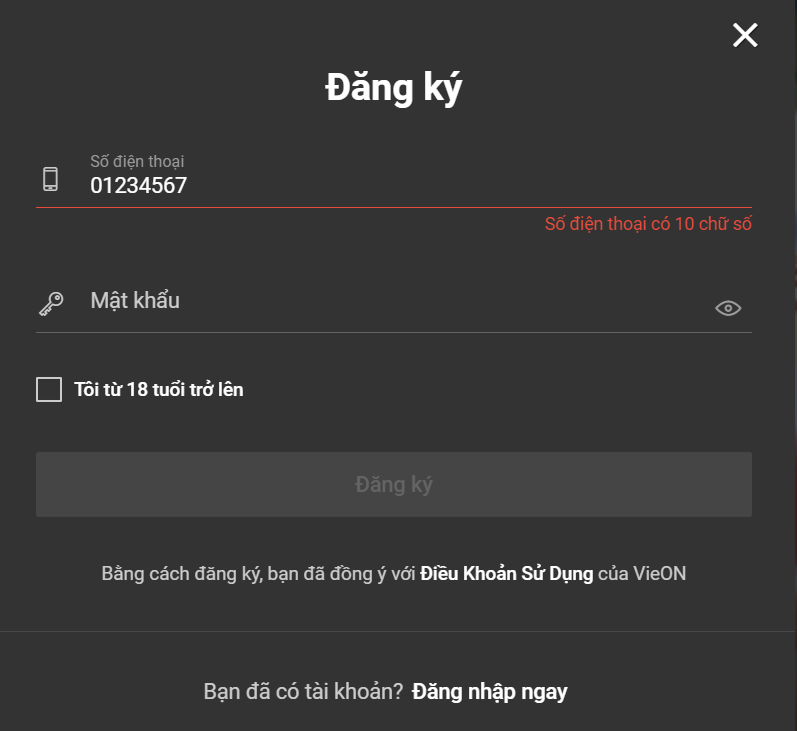 Đăng ký
Số điện thoại
01234567
Số điện thoại có 10 chữ số
Mật khẩu
Tôi từ 18 tuổi trở lên
Đăng ký
Bằng cách đăng ký, bạn đã đồng ý với Điều Khoản Sử Dụng của VieON
Bạn đã có tài khoản? Đăng nhập ngay